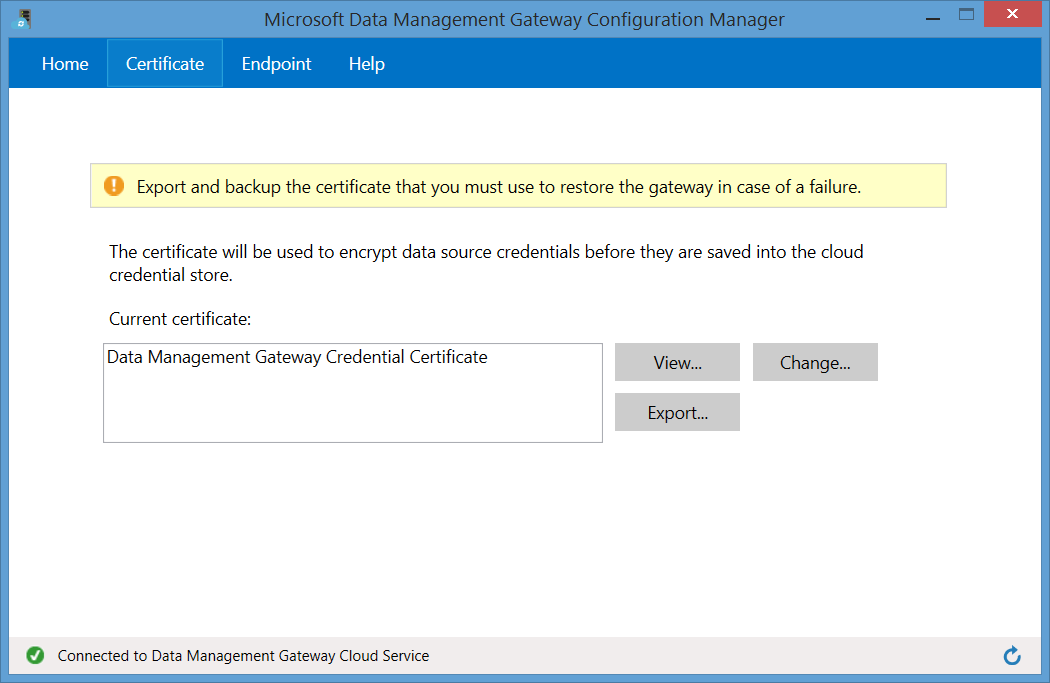 Microsoft Data Management Gateway Configuration Manager
Home Certificate Endpoint Help
Export and backup the certificate that you must use to restore the gateway in case of a failure.
The certificate will be used to encrypt data source credentials before they are saved into the cloud
credential store.
Current certificate:
Data Management Gateway Credential Certificate
View... Change...
Export...
Connected to Data Management Gateway Cloud Service